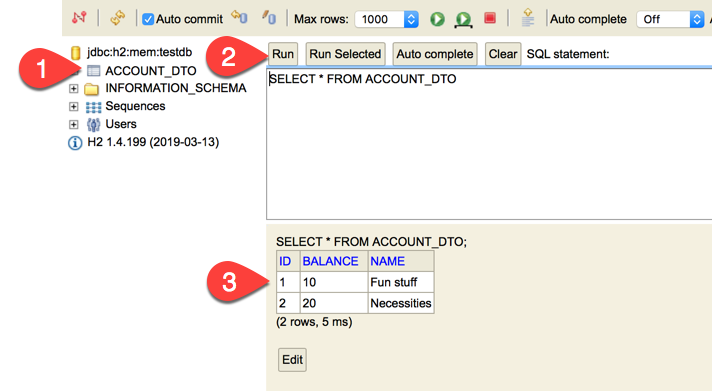 Auto commit Max rows: 1000 Auto complete Off
jdbc:h2:mem:testdb
1 ACCOUNT_DTO
INFORMATION_SCHEMA
Sequences
Users
H2 1.4.199 (2019-03-13)
2 Run Run Selected Auto complete Clear SQL statement:
SELECT * FROM ACCOUNT_DTO
SELECT * FROM ACCOUNT_DTO;
ID BALANCE NAME
3 1 10 Fun stuff
2 20 Necessities
(2 rows, 5 ms)
Edit